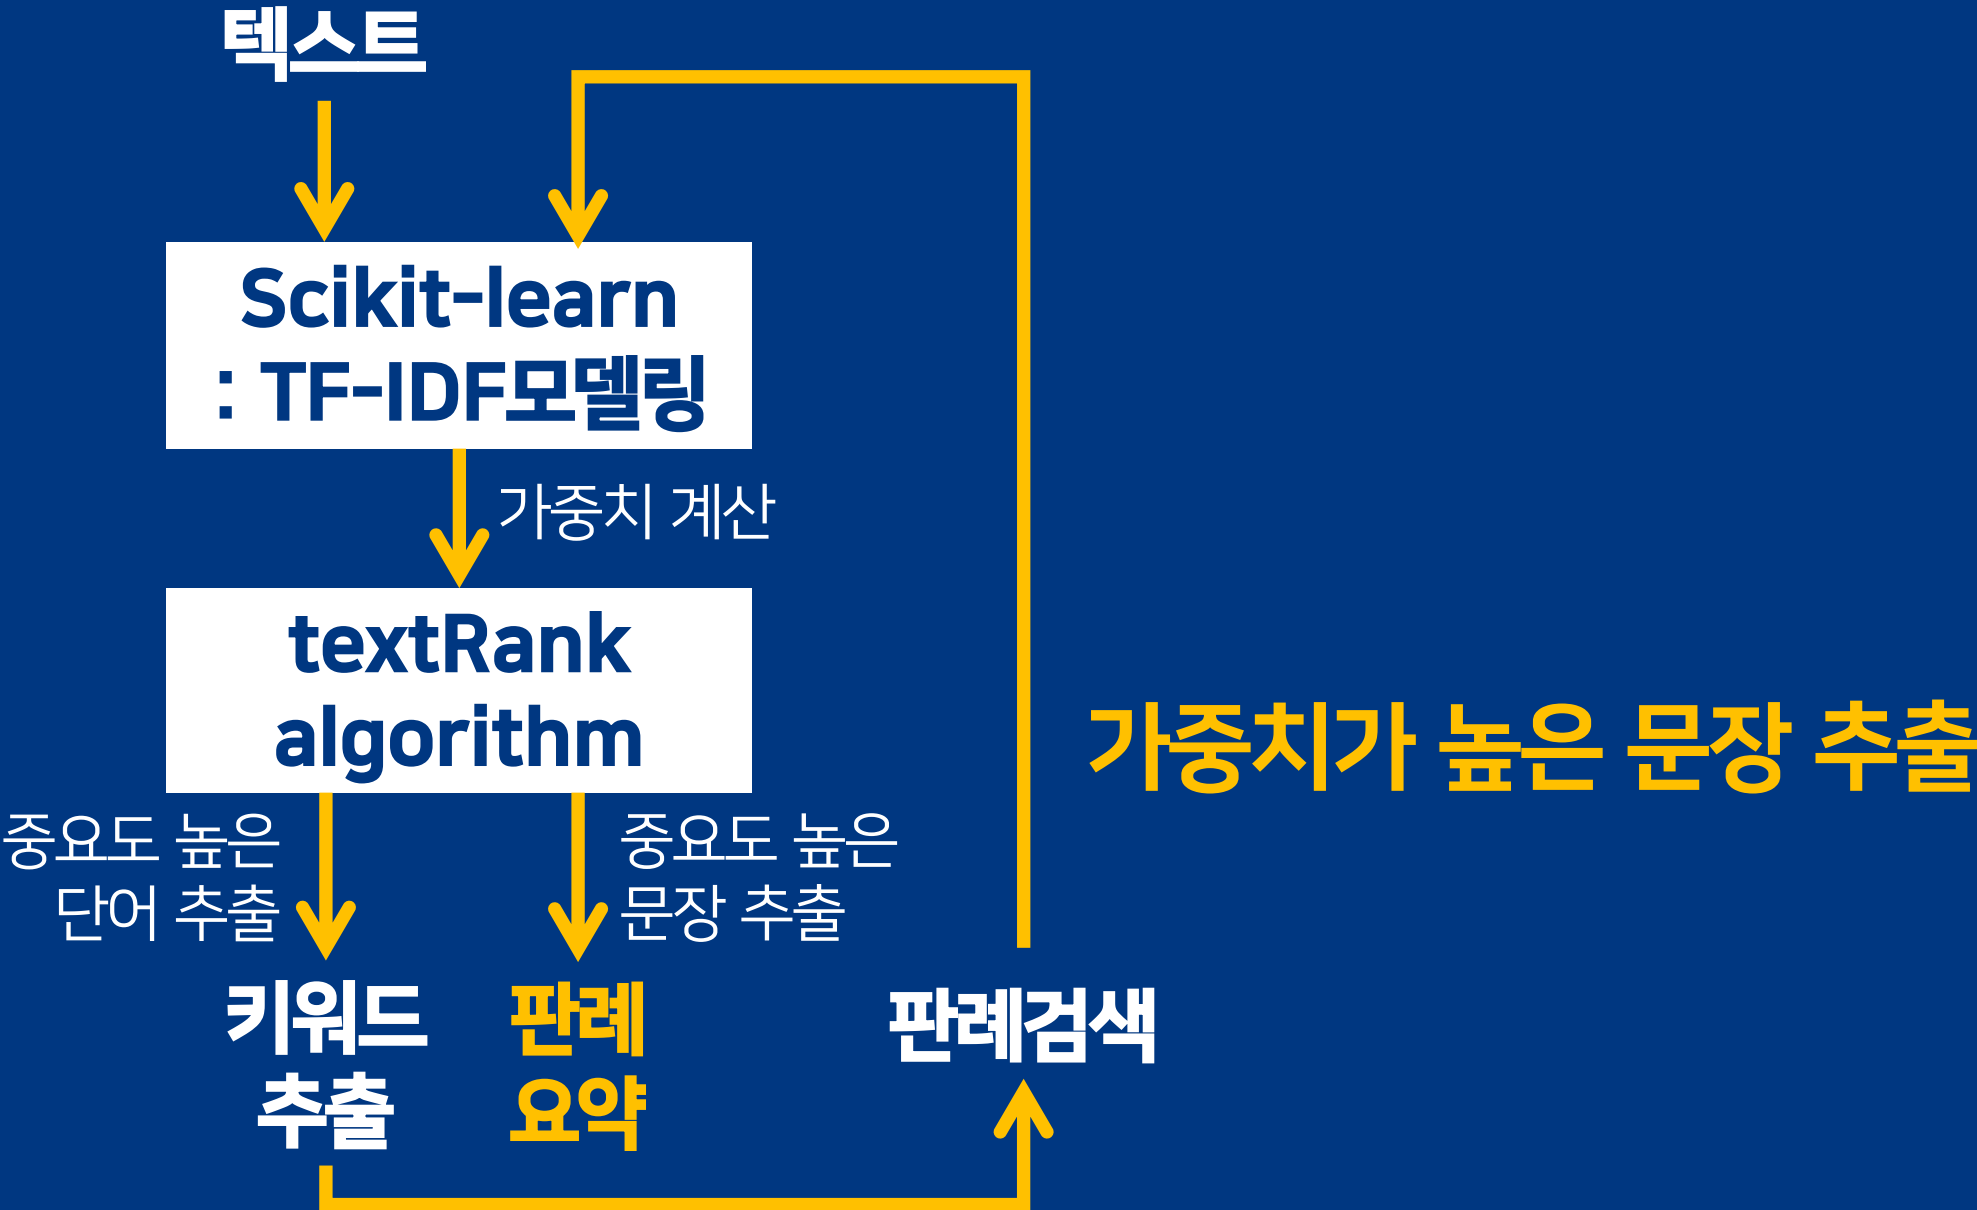 텍스트
Scikit-learn
: TF-IDF모델링
가중치 계산
textRank
algorithm
가중치가 높은 문장 추출
중요도 높은
단어 추출
중요도 높은
문장 추출
키워드
추출
판례
요약
판례검색